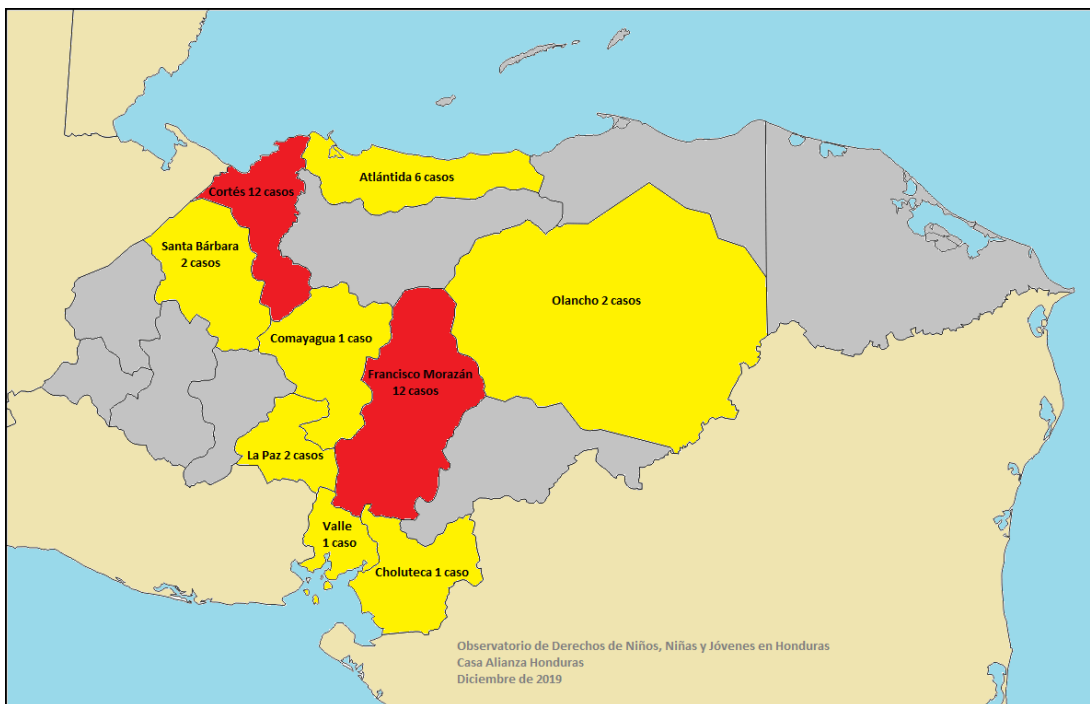 Atlántida 6 casos
Cortés 12 casos
Santa Bárbara
2 casos
Olancho 2 casos
Comayagua 1 caso
Francisco Morazán
12 casos
La Paz 2 casos
Valle
1 caso
Choluteca 1 caso
Observatorio de Derechos de Niños, Niñas y Jóvenes en Honduras
Casa Alianza Honduras
Diciembre de 2019